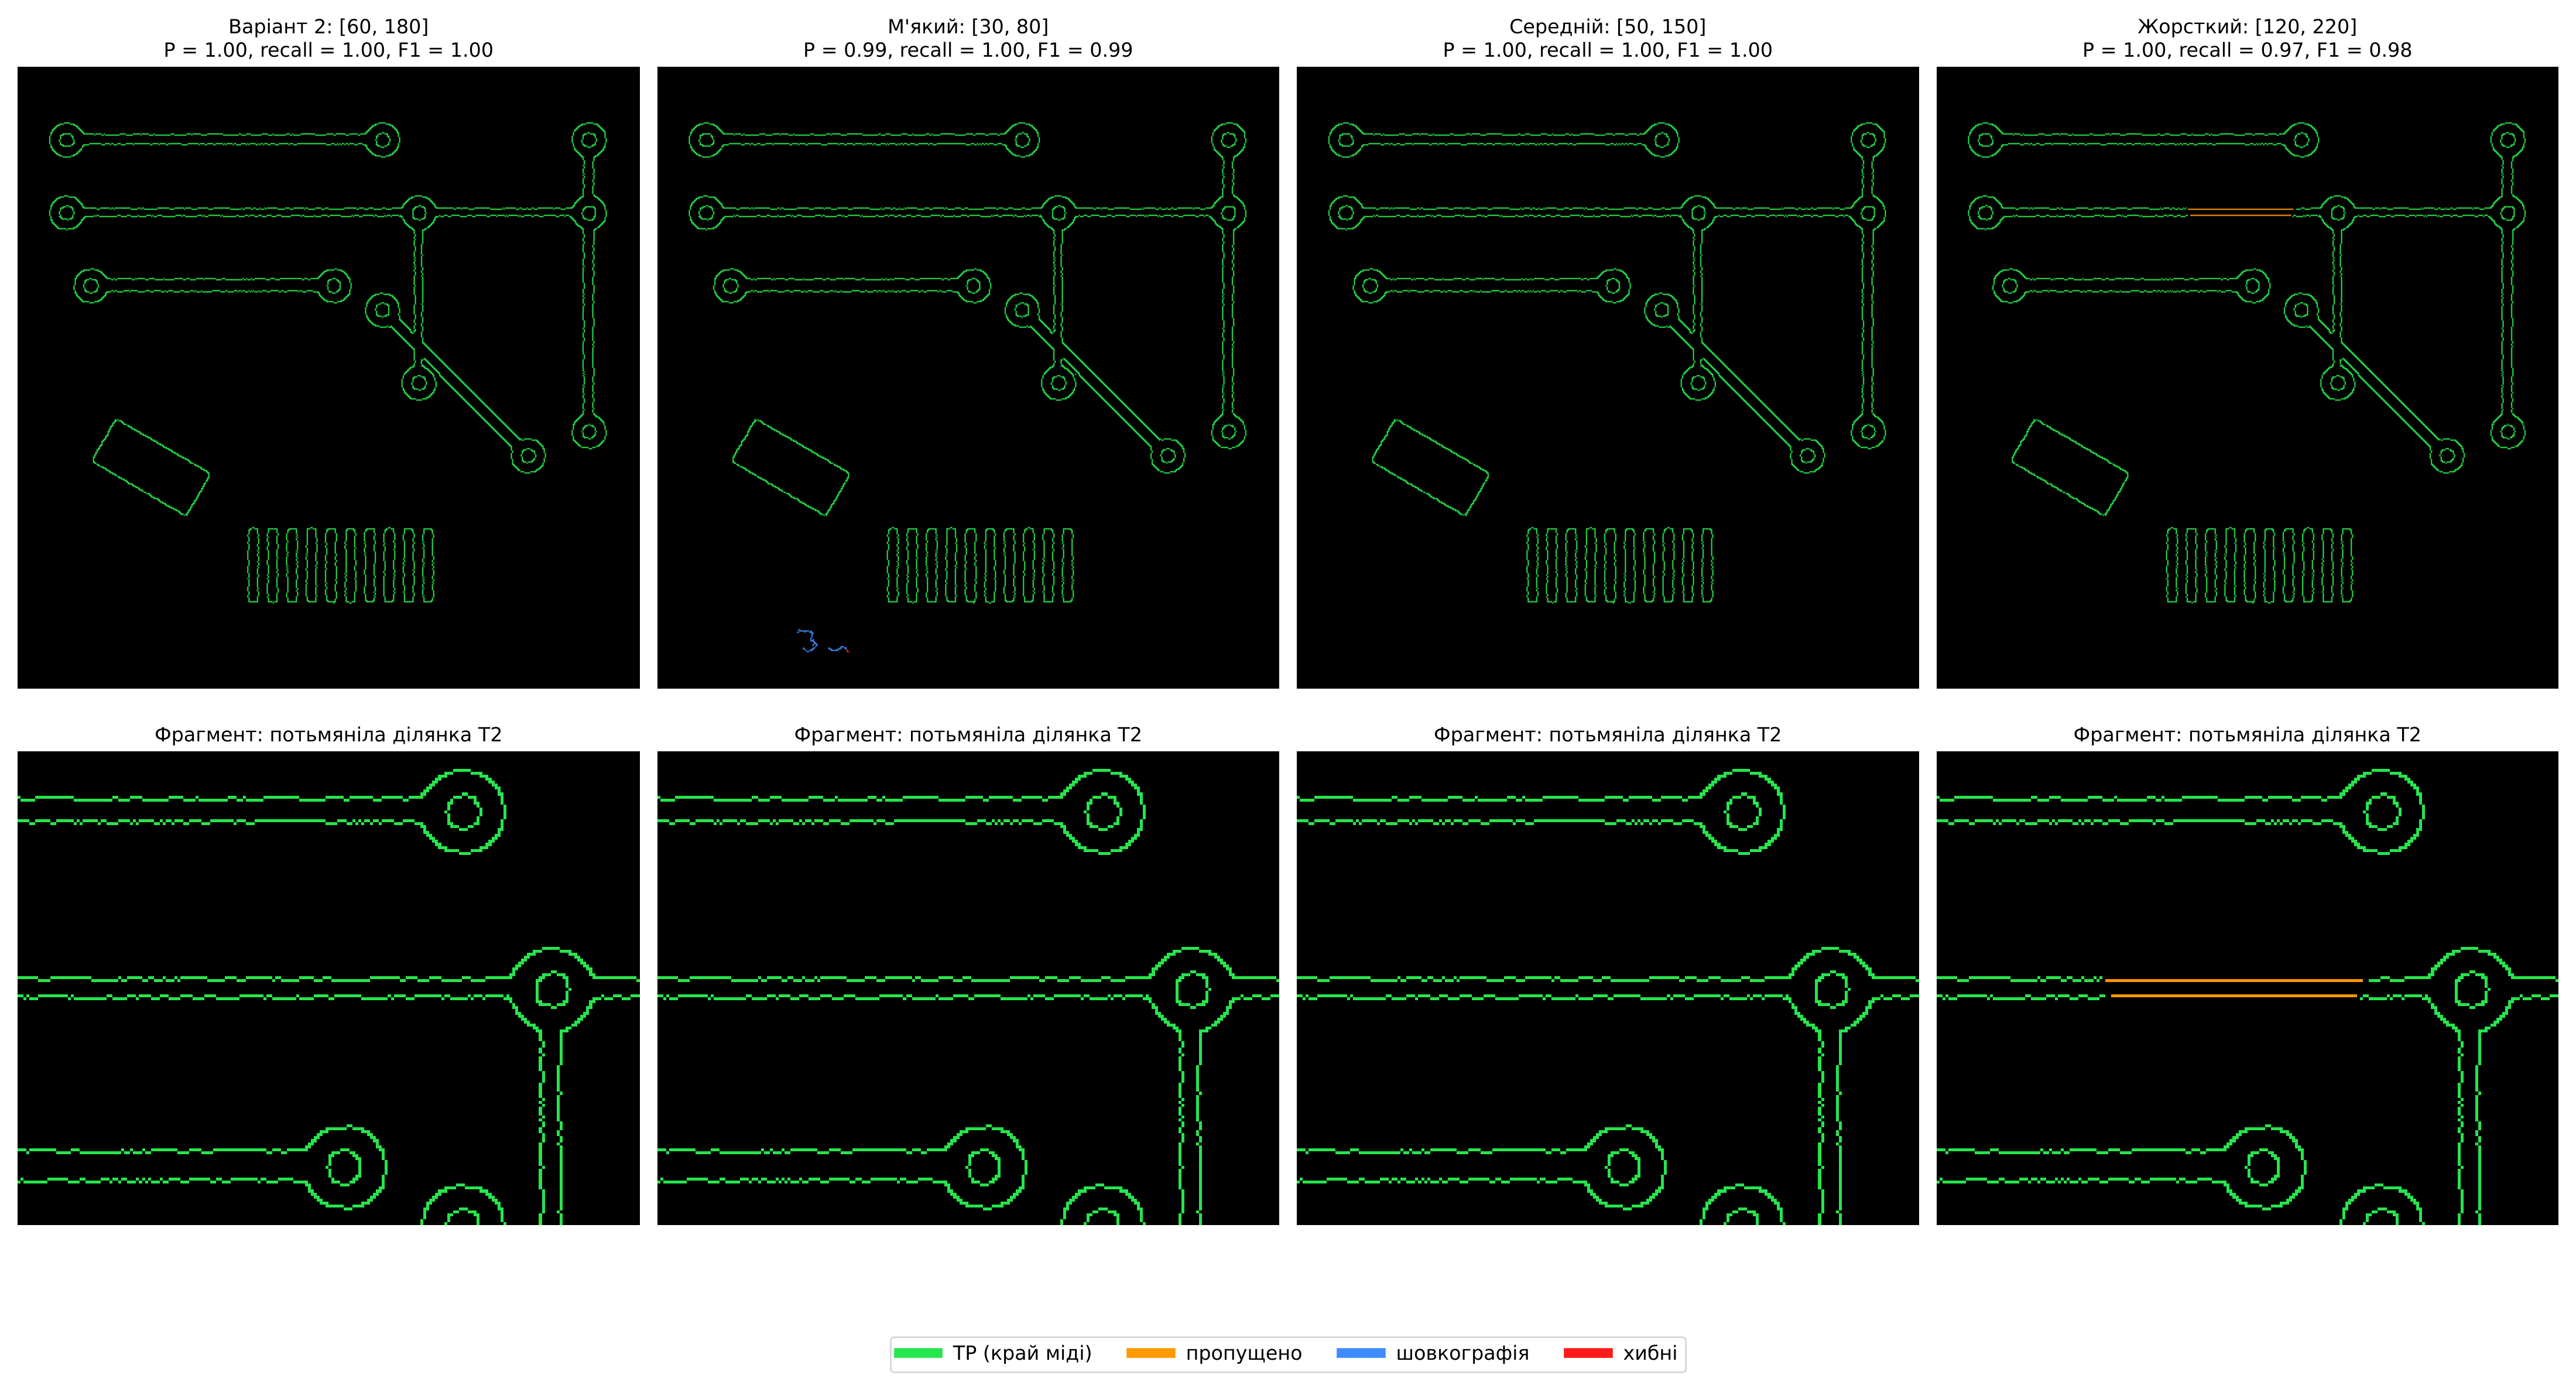 Варіант 2: [60, 180]
P = 1.00, recall = 1.00, F1 = 1.00
М'який: [30, 80]
P = 0.99, recall = 1.00, F1 = 0.99
Середній: [50, 150]
P = 1.00, recall = 1.00, F1 = 1.00
Жорсткий: [120, 220]
P = 1.00, recall = 0.97, F1 = 0.98
Фрагмент: потьмяніла ділянка T2
Фрагмент: потьмяніла ділянка T2
Фрагмент: потьмяніла ділянка T2
Фрагмент: потьмяніла ділянка T2
TP (край міді)
пропущено
шовкографія
хибні